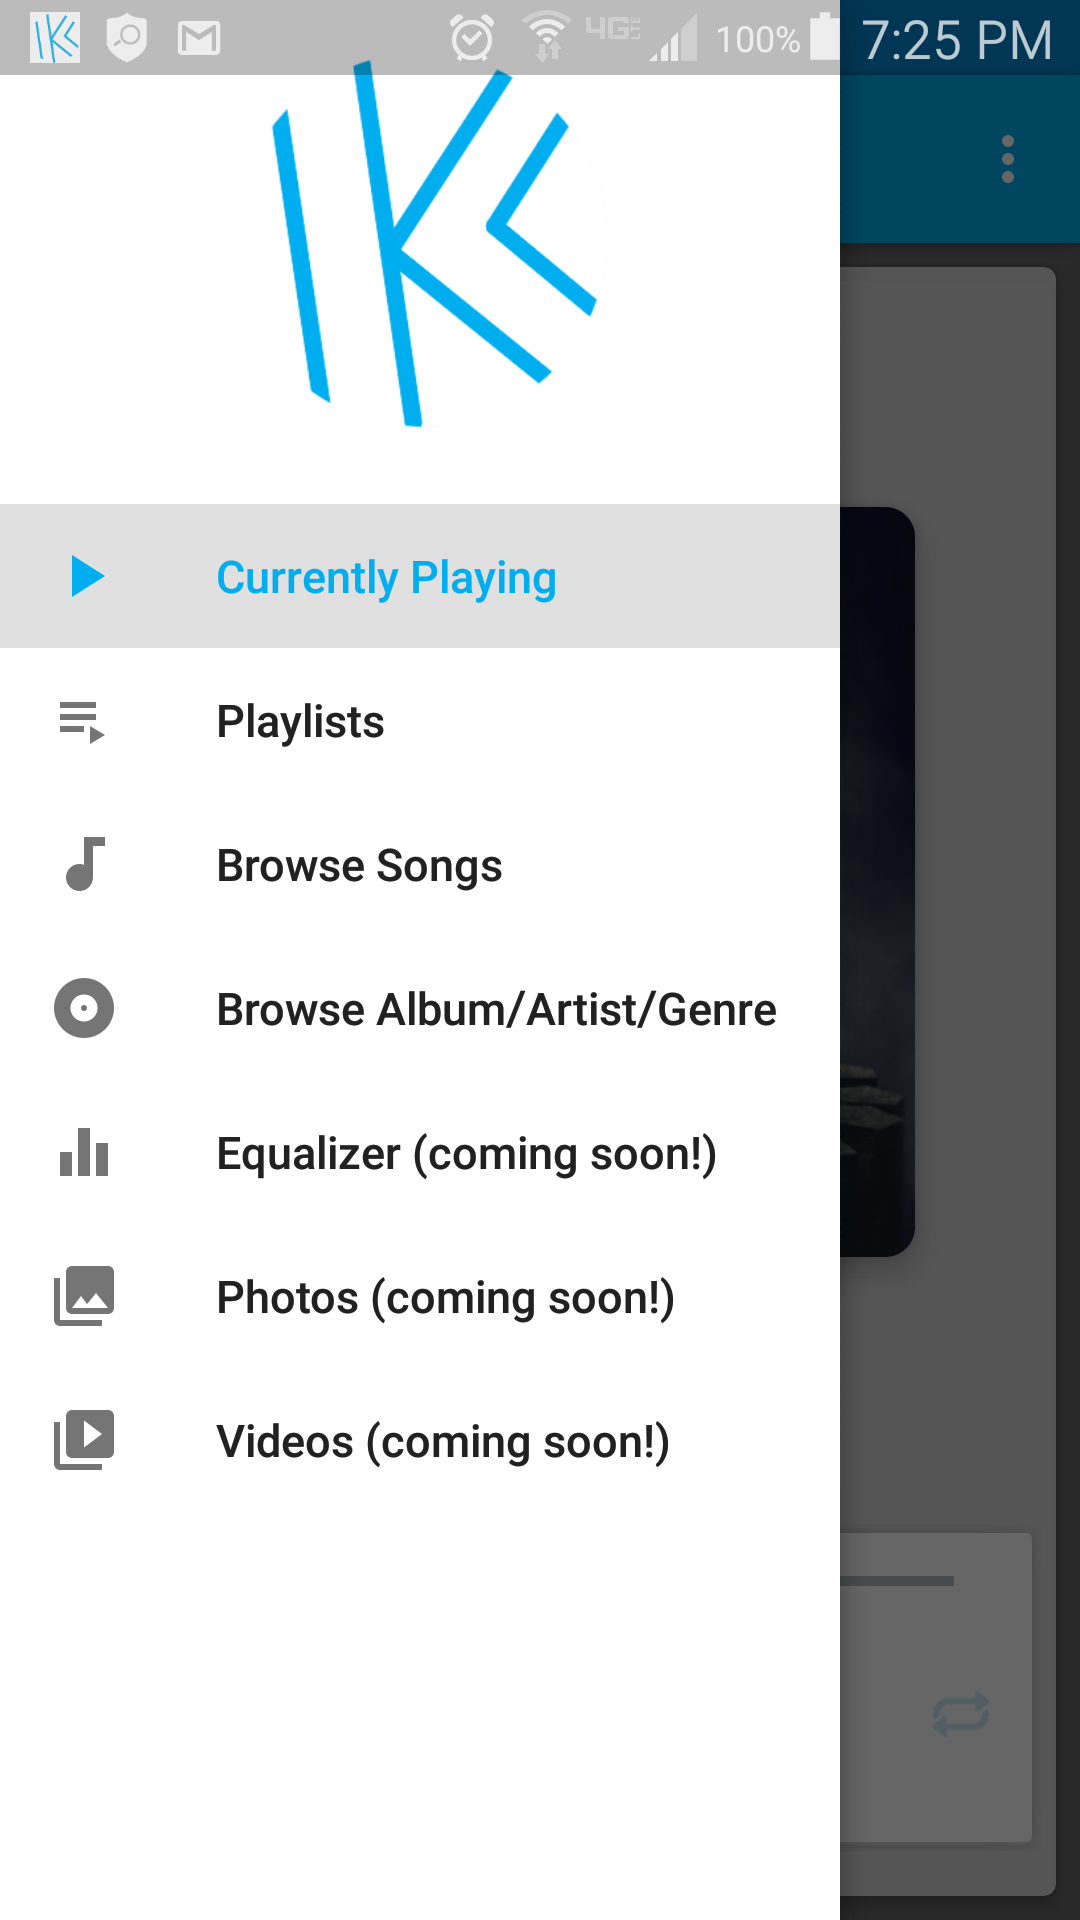 4G LTE 100% 7:25 PM
Currently Playing
Playlists
Browse Songs
Browse Album/Artist/Genre
Equalizer (coming soon!)
Photos (coming soon!)
Videos (coming soon!)